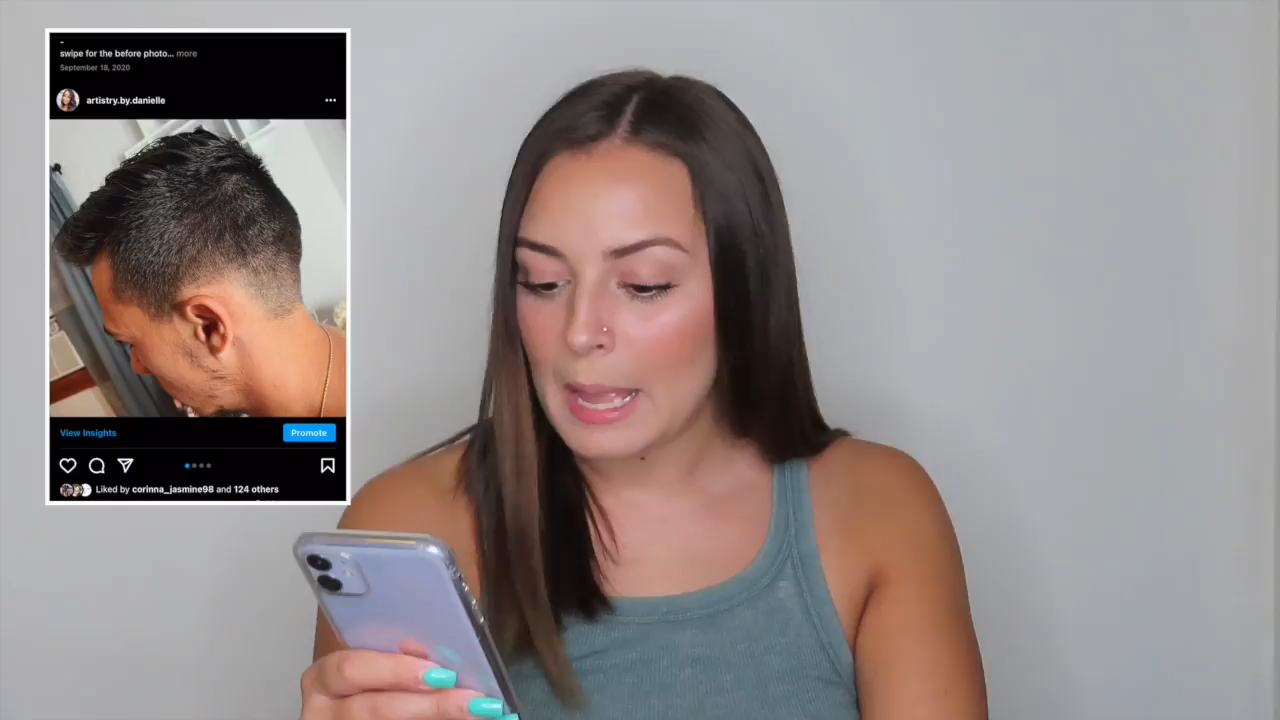 -
swipe for the before photo... more
September 18, 2020
artistry.by.danielle
View Insights
Promote
Liked by corinna_jasmine98 and 124 others